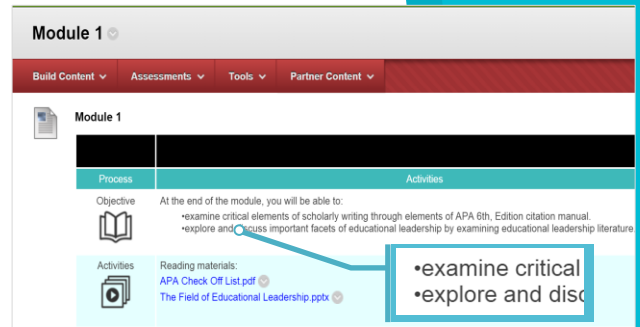 Module 1
Build Content Assessments Tools Partner Content
Module 1
Process Activities
Objective At the end of the module, you will be able to:
•examine critical elements of scholarly writing through elements of APA 6th, Edition citation manual.
•explore and discuss important facets of educational leadership by examining educational leadership literature.
•examine critical
•explore and disc
Activities Reading materials:
APA Check Off List.pdf
The Field of Educational Leadership.pptx